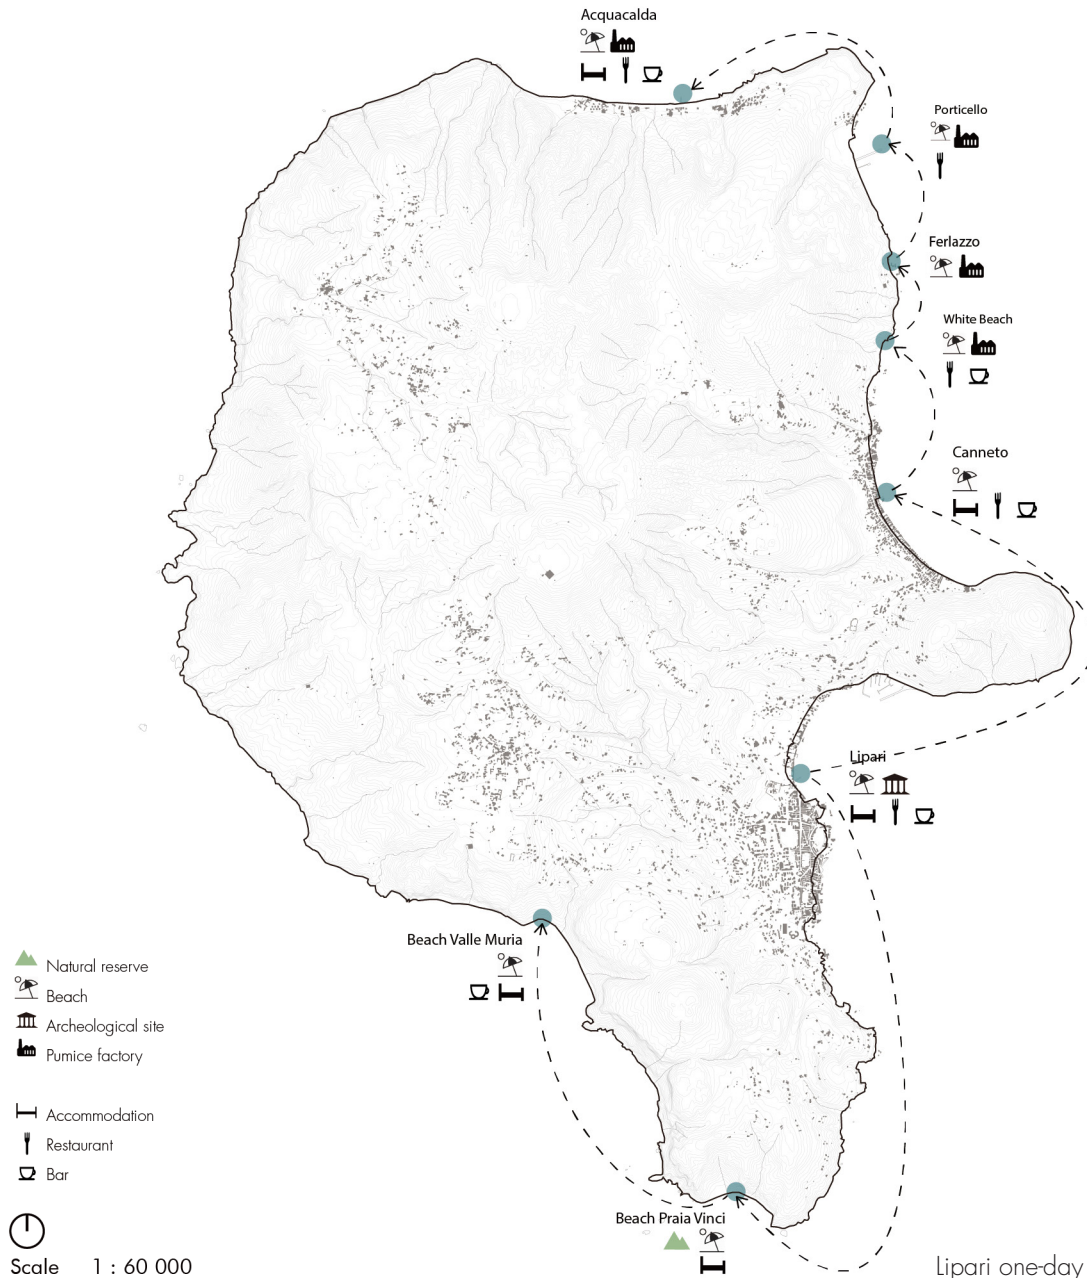 Acquacalda
Porticello
Ferlazzo
White Beach
Canneto
Lipari
Beach Valle Muria
Natural reserve
Beach
Archeological site
Pumice factory
Accommodation
Restaurant
Bar
Beach Praia Vinci
Scale 1 : 60 000
Lipari one-day